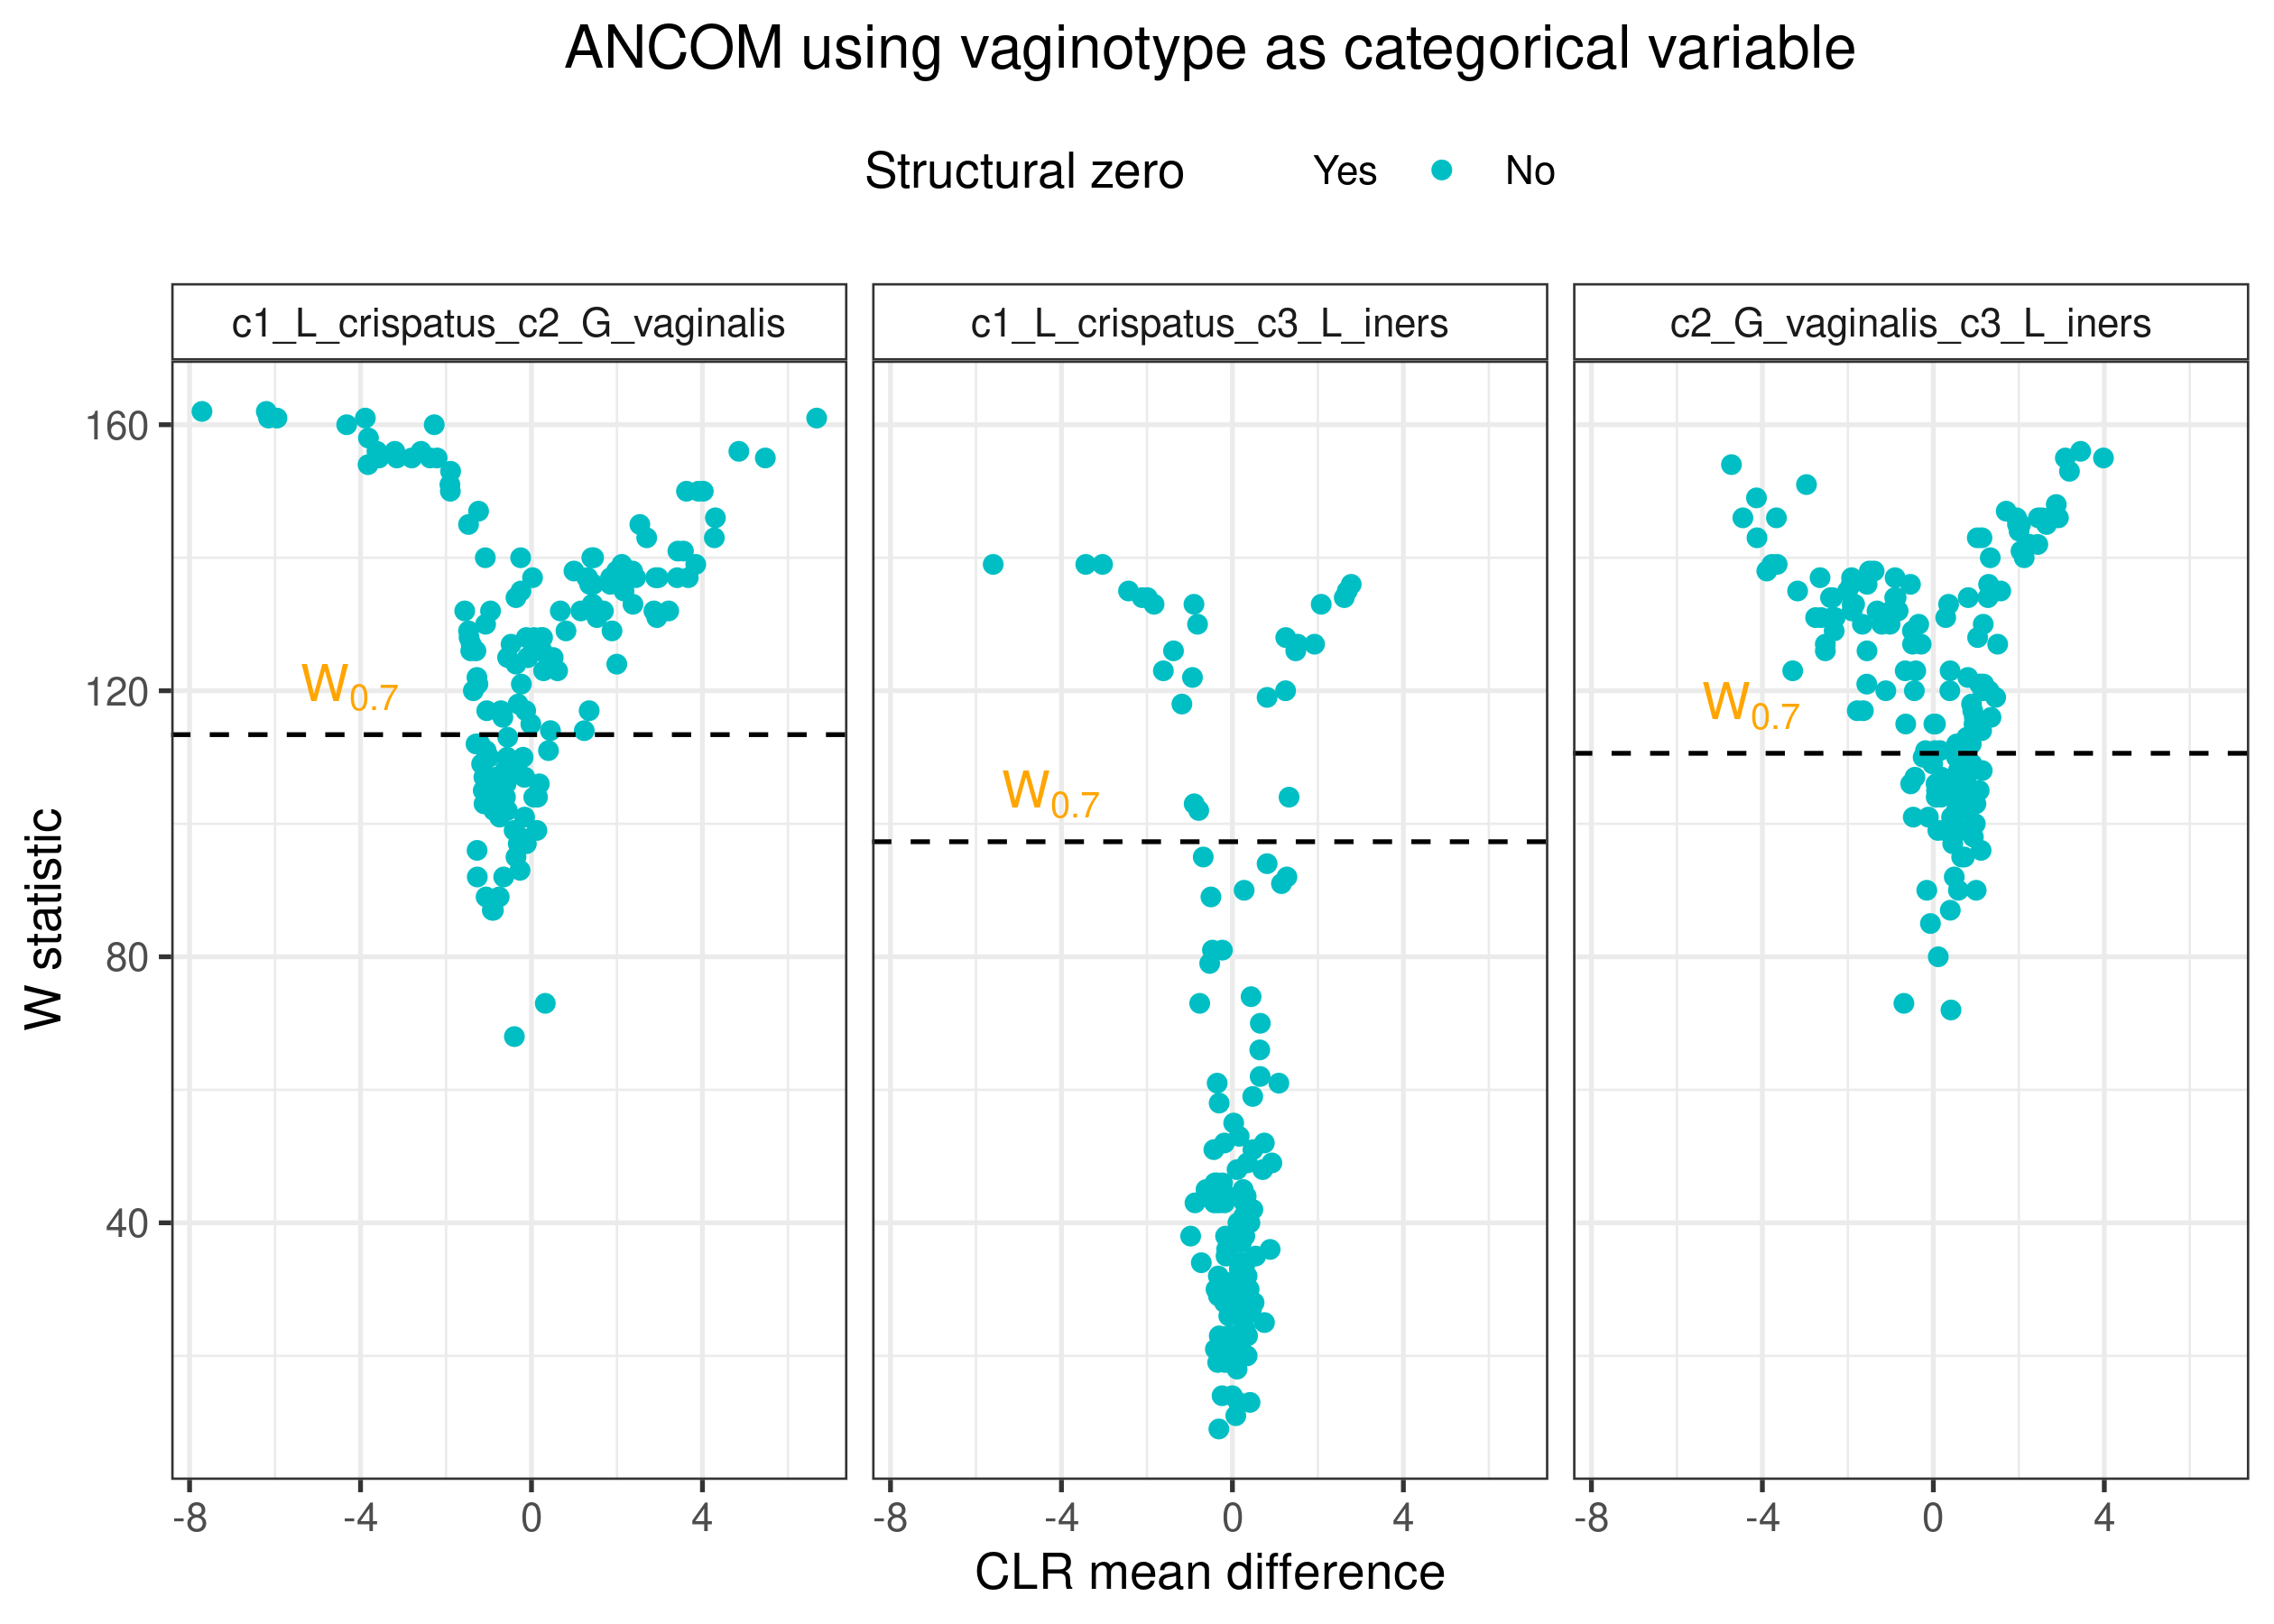 ANCOM using vaginotype as categorical variable
Structural zero Yes No
c1_L_crispatus_c2_G_vaginalis c1_L_crispatus_c3_L_iners c2_G_vaginalis_c3_L_iners
160
120
80
40
W statistic
W0.7
W0.7
W0.7
-8 -4 0 4 -8 -4 0 4 -8 -4 0 4
CLR mean difference